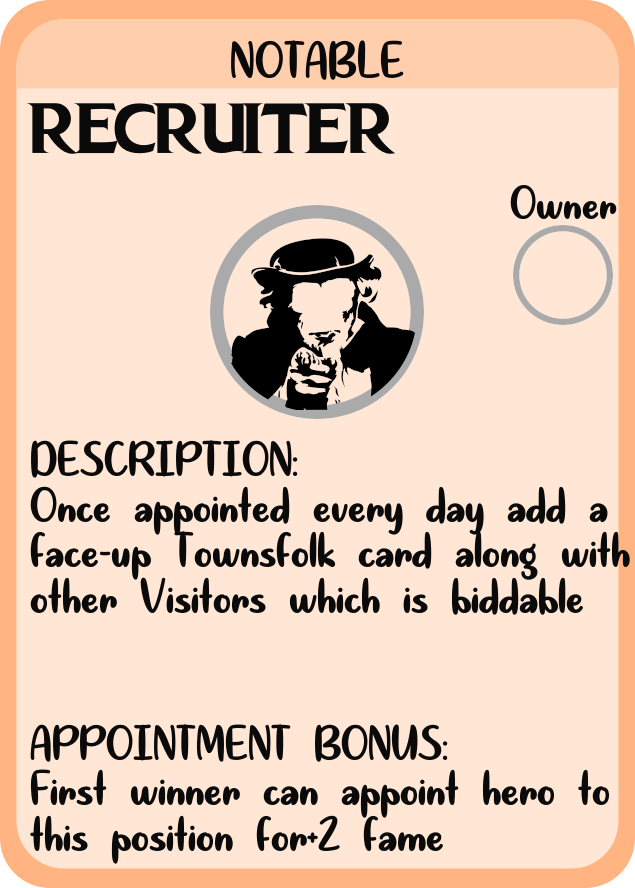 NOTABLE
RECRUITER
Owner
DESCRIPTION:
Once appointed every day add a
face-up Townsfolk card along with
other Visitors which is biddable
APPOINTMENT BONUS:
First winner can appoint hero to
this position for+2 fame